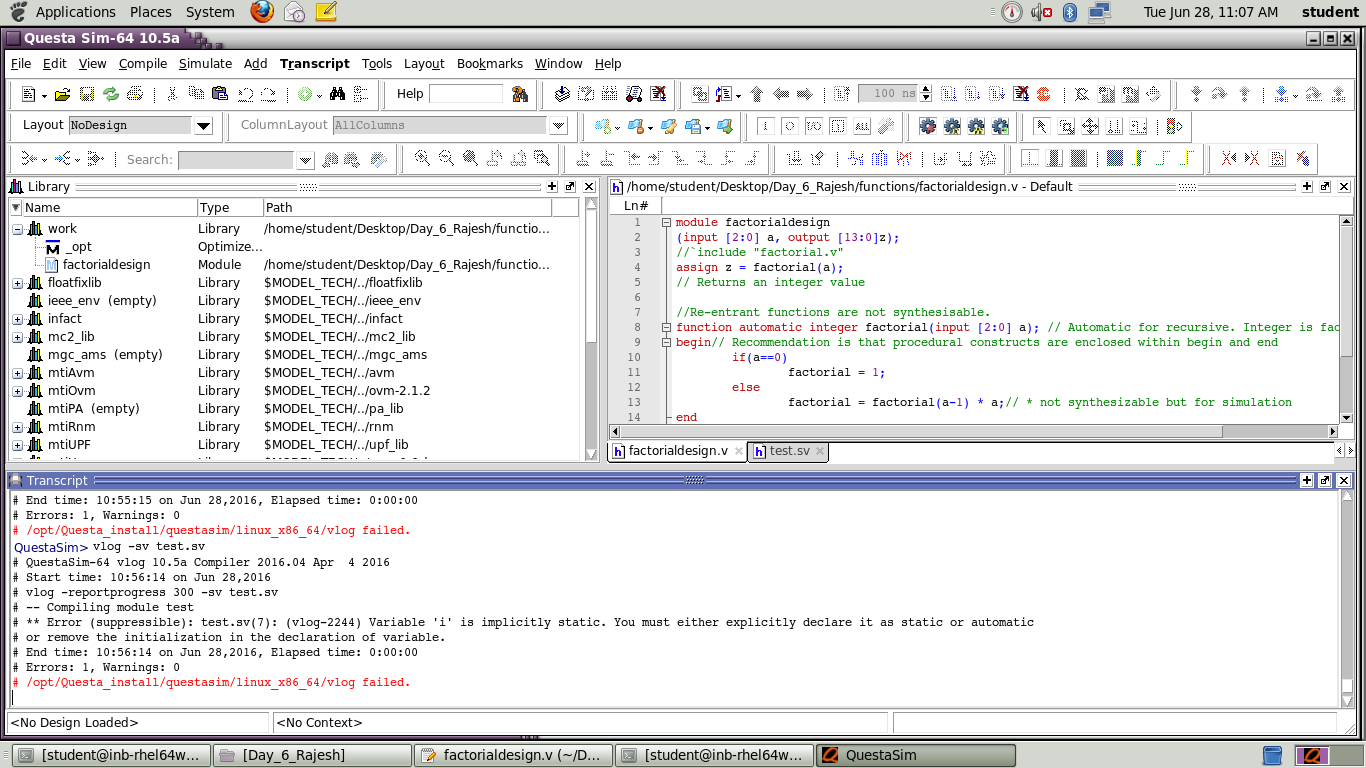 Applications Places System Tue Jun 28, 11:07 AM student
Questa Sim-64 10.5a
File Edit View Compile Simulate Add Transcript Tools Layout Bookmarks Window Help
Help 100 ns
Layout NoDesign ColumnLayout AllColumns
Search:
Library
Name Type Path
work Library /home/student/Desktop/Day_6_Rajesh/functio...
_opt Optimize...
factorialdesign Module /home/student/Desktop/Day_6_Rajesh/functio...
floatfixlib Library $MODEL_TECH/../floatfixlib
ieee_env (empty) Library $MODEL_TECH/../ieee_env
infact Library $MODEL_TECH/../infact
mc2_lib Library $MODEL_TECH/../mc2_lib
mgc_ams (empty) Library $MODEL_TECH/../mgc_ams
mtiAvm Library $MODEL_TECH/../avm
mtiOvm Library $MODEL_TECH/../ovm-2.1.2
mtiPA (empty) Library $MODEL_TECH/../pa_lib
mtiRnm Library $MODEL_TECH/../rnm
mtiUPF Library $MODEL_TECH/../upf_lib
/home/student/Desktop/Day_6_Rajesh/functions/factorialdesign.v - Default
Ln#
1 module factorialdesign
2 (input [2:0] a, output [13:0]z);
3 //`include "factorial.v"
4 assign z = factorial(a);
5 // Returns an integer value
6
7 //Re-entrant functions are not synthesisable.
8 function automatic integer factorial(input [2:0] a); // Automatic for recursive. Integer is fac
9 begin// Recommendation is that procedural constructs are enclosed within begin and end
10 if(a==0)
11 factorial = 1;
12 else
13 factorial = factorial(a-1) * a;// * not synthesizable but for simulation
14 end
factorialdesign.v test.sv
Transcript
# End time: 10:55:15 on Jun 28,2016, Elapsed time: 0:00:00
# Errors: 1, Warnings: 0
# /opt/Questa_install/questasim/linux_x86_64/vlog failed.
QuestaSim> vlog -sv test.sv
# QuestaSim-64 vlog 10.5a Compiler 2016.04 Apr  4 2016
# Start time: 10:56:14 on Jun 28,2016
# vlog -reportprogress 300 -sv test.sv
# -- Compiling module test
# ** Error (suppressible): test.sv(7): (vlog-2244) Variable 'i' is implicitly static. You must either explicitly declare it as static or automatic
# or remove the initialization in the declaration of variable.
# End time: 10:56:14 on Jun 28,2016, Elapsed time: 0:00:00
# Errors: 1, Warnings: 0
# /opt/Questa_install/questasim/linux_x86_64/vlog failed.
<No Design Loaded> <No Context>
[student@inb-rhel64w... [Day_6_Rajesh] factorialdesign.v (~/D... [student@inb-rhel64w... QuestaSim